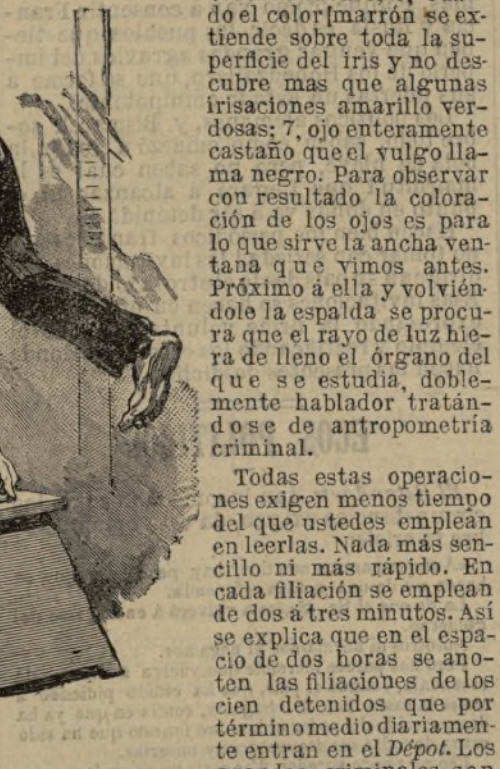 do el color [marrón se ex-
tiende sobre toda la su-
perficie del iris y no des-
cubre mas que algunas
irisaciones amarillo ver-
dosas; 7, ojo enteramente
castaño que el vulgo lla-
ma negro. Para observar
con resultado la colora-
ción de los ojos es para
lo que sirve la ancha ven-
tana que vimos antes.
Próximo á ella y volvién-
dole la espalda se procu-
ra que el rayo de luz hie-
ra de lleno el órgano del
que se estudia, doble-
mente hablador tratán-
dose de antropometría
criminal.
Todas estas operacio-
nes exigen menos tiempo
del que ustedes emplean
en leerlas. Nada más sen-
cillo ni más rápido. En
cada filiación se emplean
de dos á tres minutos. Así
se explica que en el espa-
cio de dos horas se ano-
ten las filiaciones de los
cien detenidos que por
término medio diariamen-
te entran en el Dépot. Los